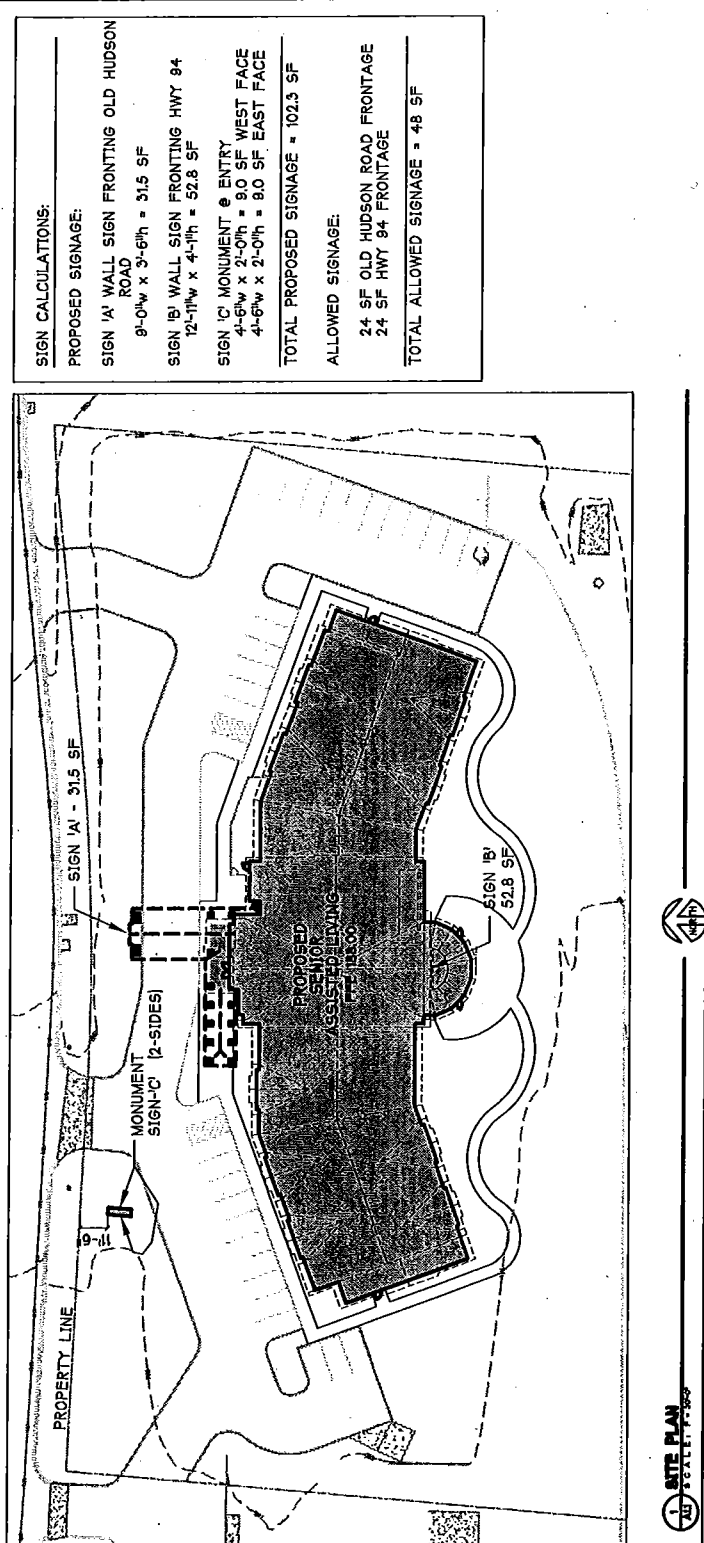 SIGN CALCULATIONS:
PROPOSED SIGNAGE:
SIGN 'A' WALL SIGN FRONTING OLD HUDSON
ROAD
9'-0"w x 3'-6"h = 31.5 SF
SIGN 'B' WALL SIGN FRONTING HWY 94
12'-11"w x 4'-1"h = 52.8 SF
SIGN 'C' MONUMENT @ ENTRY
4'-6"w x 2'-0"h = 9.0 SF WEST FACE
4'-6"w x 2'-0"h = 9.0 SF EAST FACE
TOTAL PROPOSED SIGNAGE = 102.3 SF
ALLOWED SIGNAGE:
24 SF OLD HUDSON ROAD FRONTAGE
24 SF HWY 94 FRONTAGE
TOTAL ALLOWED SIGNAGE = 48 SF
PROPERTY LINE
11'-6"
MONUMENT
SIGN-'C' (2-SIDES)
SIGN 'A' - 31.5 SF
PROPOSED
SENIOR
ASSISTED LIVING
SIGN 'B'
52.8 SF
NORTH
1
SITE PLAN
SCALE: